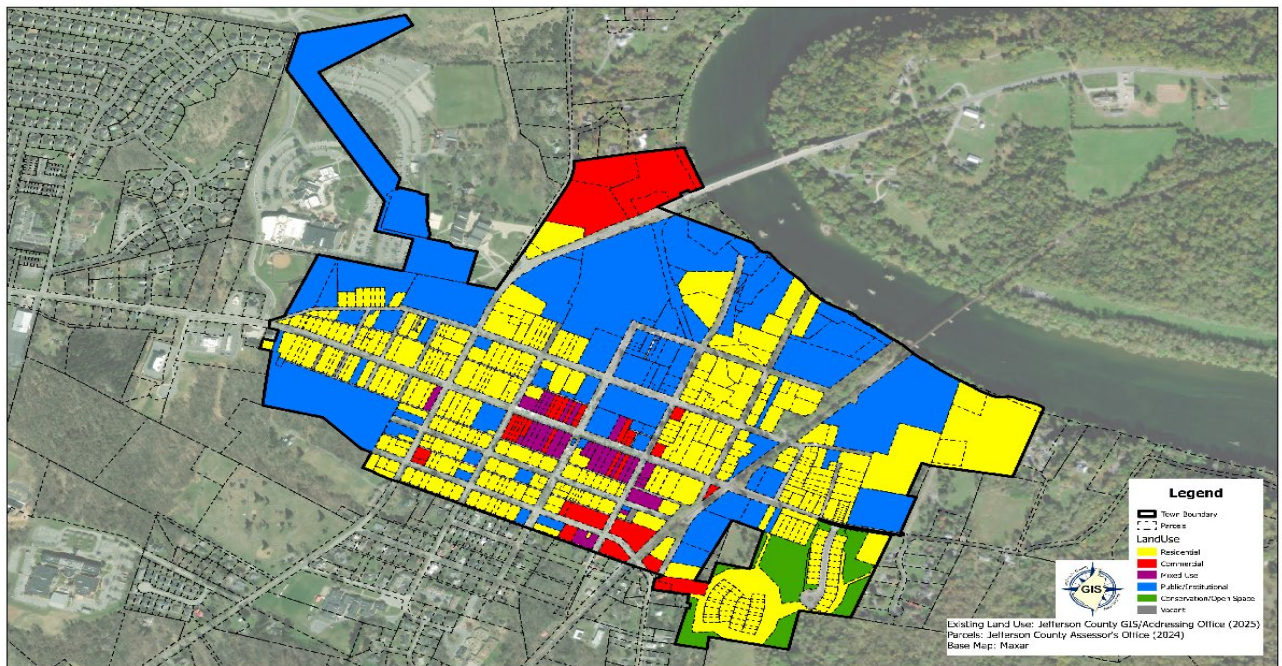 Legend
Town Boundary
Parcels
LandUse
Residential
Commercial
Mixed Use
Public/Institutional
Conservation/Open Space
Vacant
GIS
Existing Land Use: Jefferson County GIS/Addressing Office (2025)
Parcels: Jefferson County Assessor's Office (2024)
Base Map: Maxar